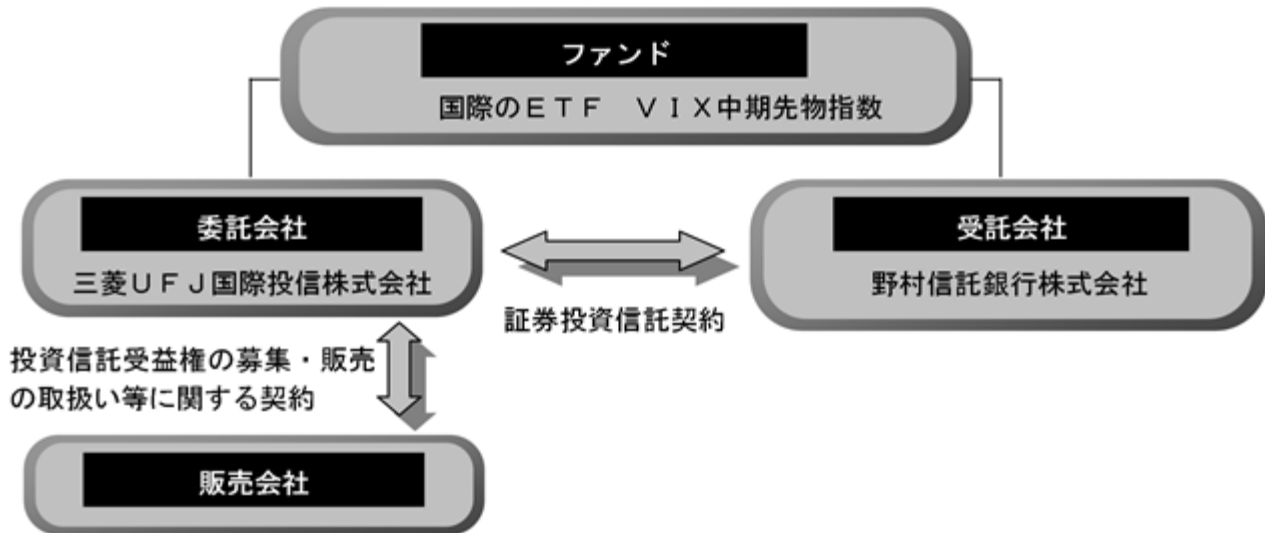 ファンド
国際のＥＴＦ　ＶＩＸ中期先物指数
委託会社
三菱ＵＦＪ国際投信株式会社
受託会社
野村信託銀行株式会社
証券投資信託契約
投資信託受益権の募集・販売
の取扱い等に関する契約
販売会社